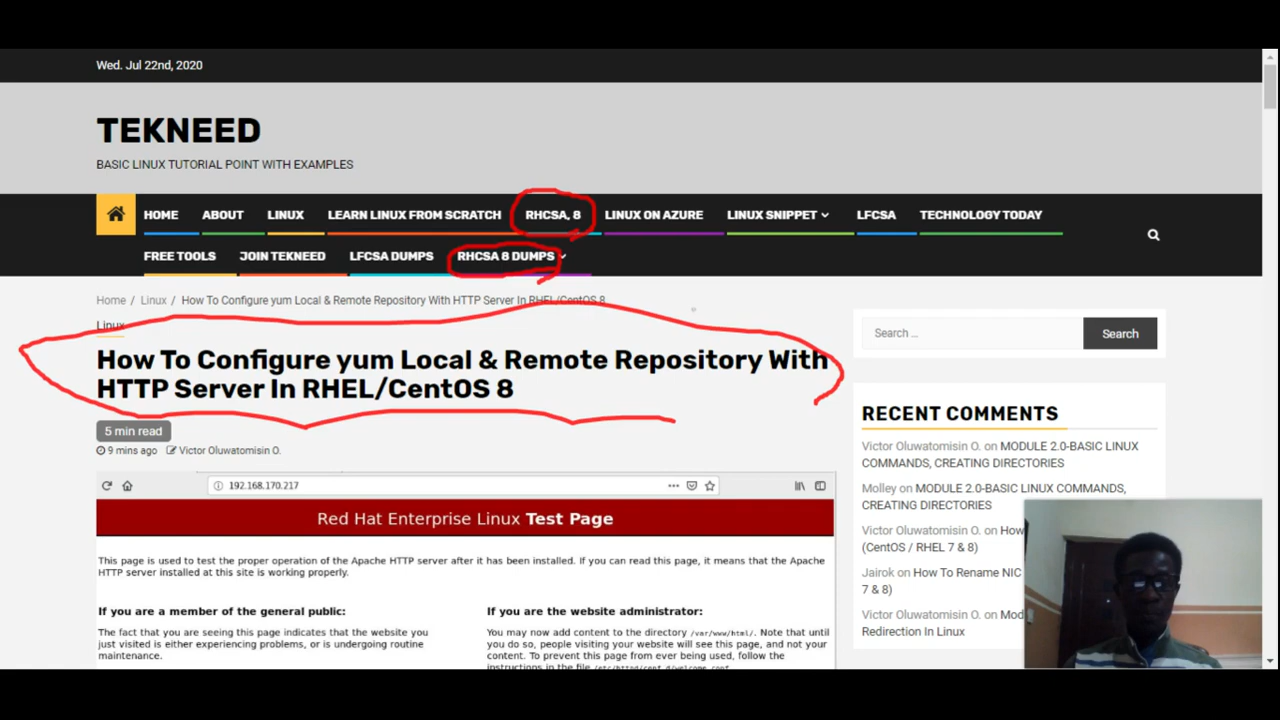 Wed. Jul 22nd, 2020
TEKNEED
BASIC LINUX TUTORIAL POINT WITH EXAMPLES
HOME ABOUT LINUX LEARN LINUX FROM SCRATCH RHCSA, 8 LINUX ON AZURE LINUX SNIPPET LFCSA TECHNOLOGY TODAY
FREE TOOLS JOIN TEKNEED LFCSA DUMPS RHCSA 8 DUMPS
Home / Linux / How To Configure yum Local & Remote Repository With HTTP Server In RHEL/CentOS 8
Linux
How To Configure yum Local & Remote Repository With
HTTP Server In RHEL/CentOS 8
5 min read
9 mins ago Victor Oluwatomisin O.
192.168.170.217
Red Hat Enterprise Linux Test Page
This page is used to test the proper operation of the Apache HTTP server after it has been installed. If you can read this page, it means that the Apache
HTTP server installed at this site is working properly.
If you are a member of the general public:
The fact that you are seeing this page indicates that the website you
just visited is either experiencing problems, or is undergoing routine
maintenance.
If you are the website administrator:
You may now add content to the directory /var/www/html/. Note that until
you do so, people visiting your website will see this page, and not your
content. To prevent this page from ever being used, follow the
instructions in the file /etc/httpd/conf.d/welcome.conf.
Search ...
Search
RECENT COMMENTS
Victor Oluwatomisin O. on MODULE 2.0-BASIC LINUX
COMMANDS, CREATING DIRECTORIES
Molley on MODULE 2.0-BASIC LINUX COMMANDS,
CREATING DIRECTORIES
Victor Oluwatomisin O. on How
(CentOS / RHEL 7 & 8)
Jairok on How To Rename NIC
7 & 8)
Victor Oluwatomisin O. on Mod
Redirection In Linux